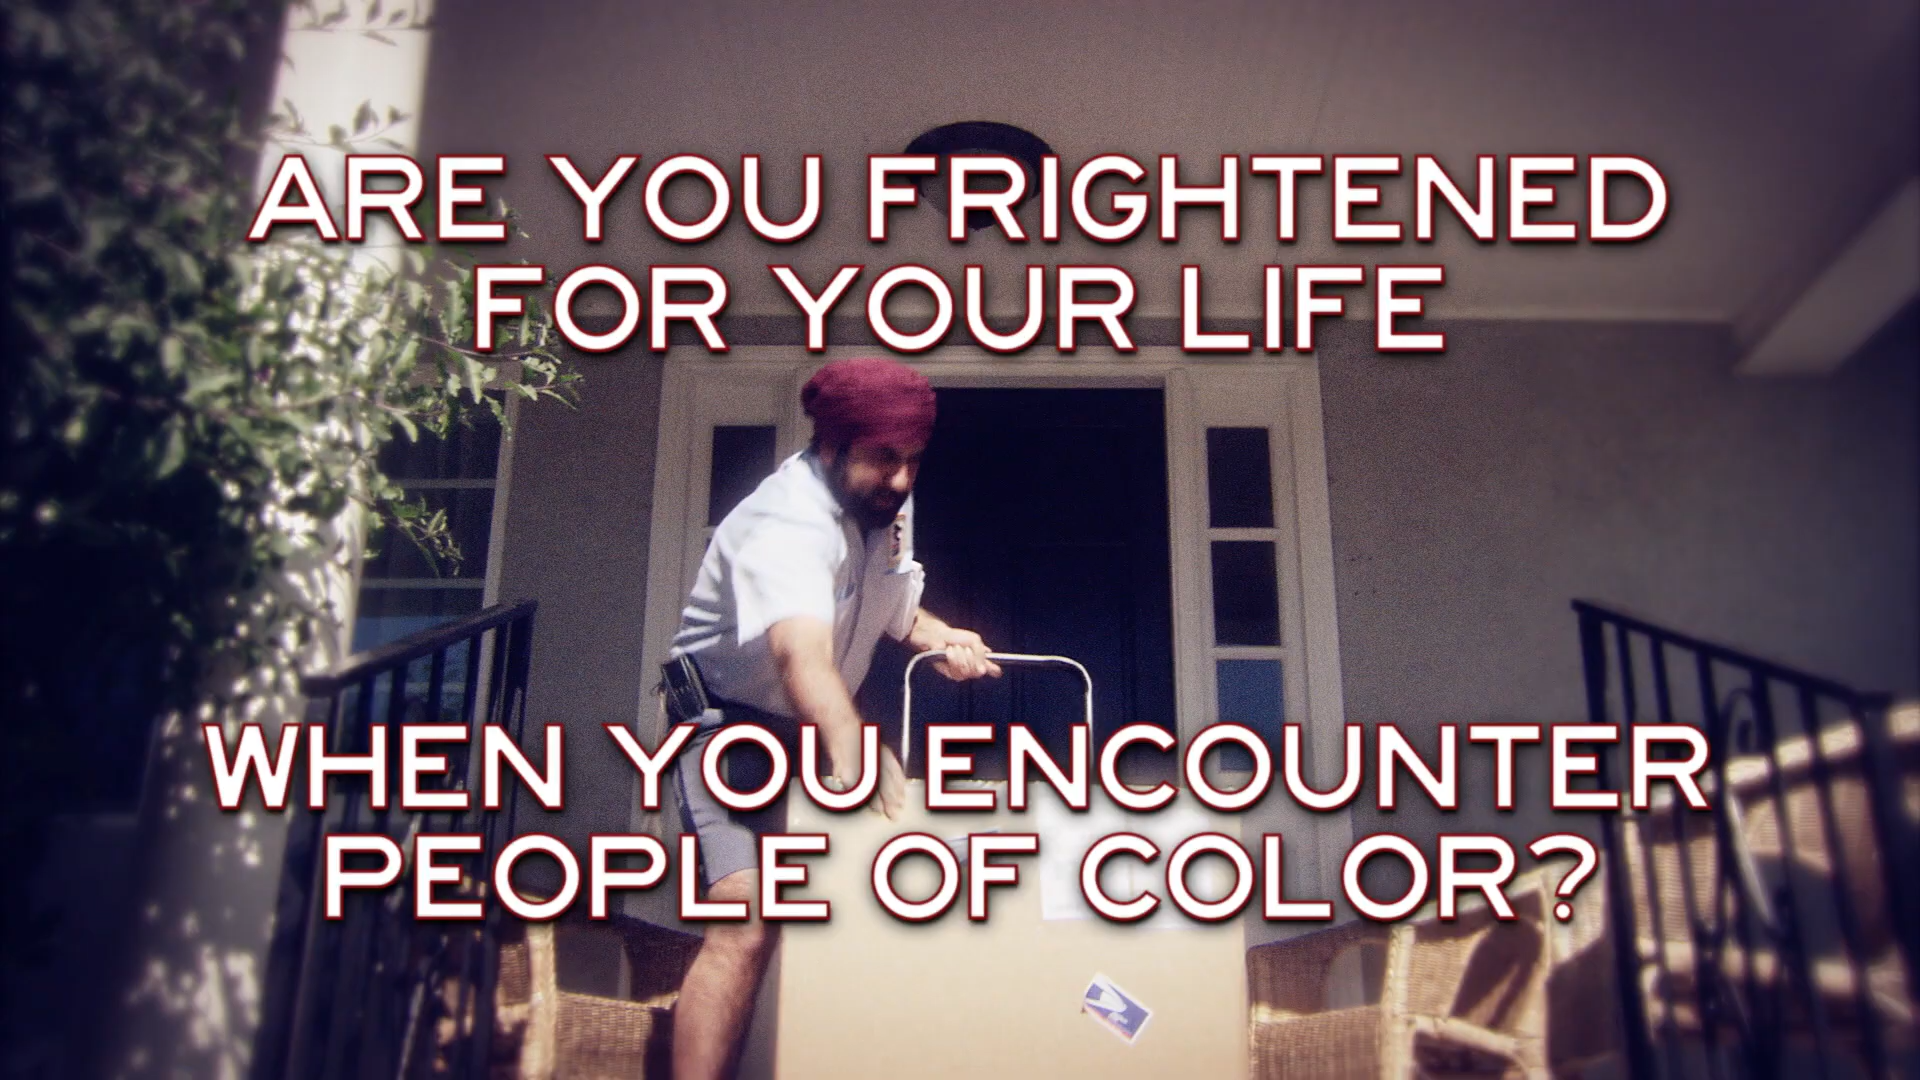 ARE YOU FRIGHTENED
FOR YOUR LIFE
WHEN YOU ENCOUNTER
PEOPLE OF COLOR?